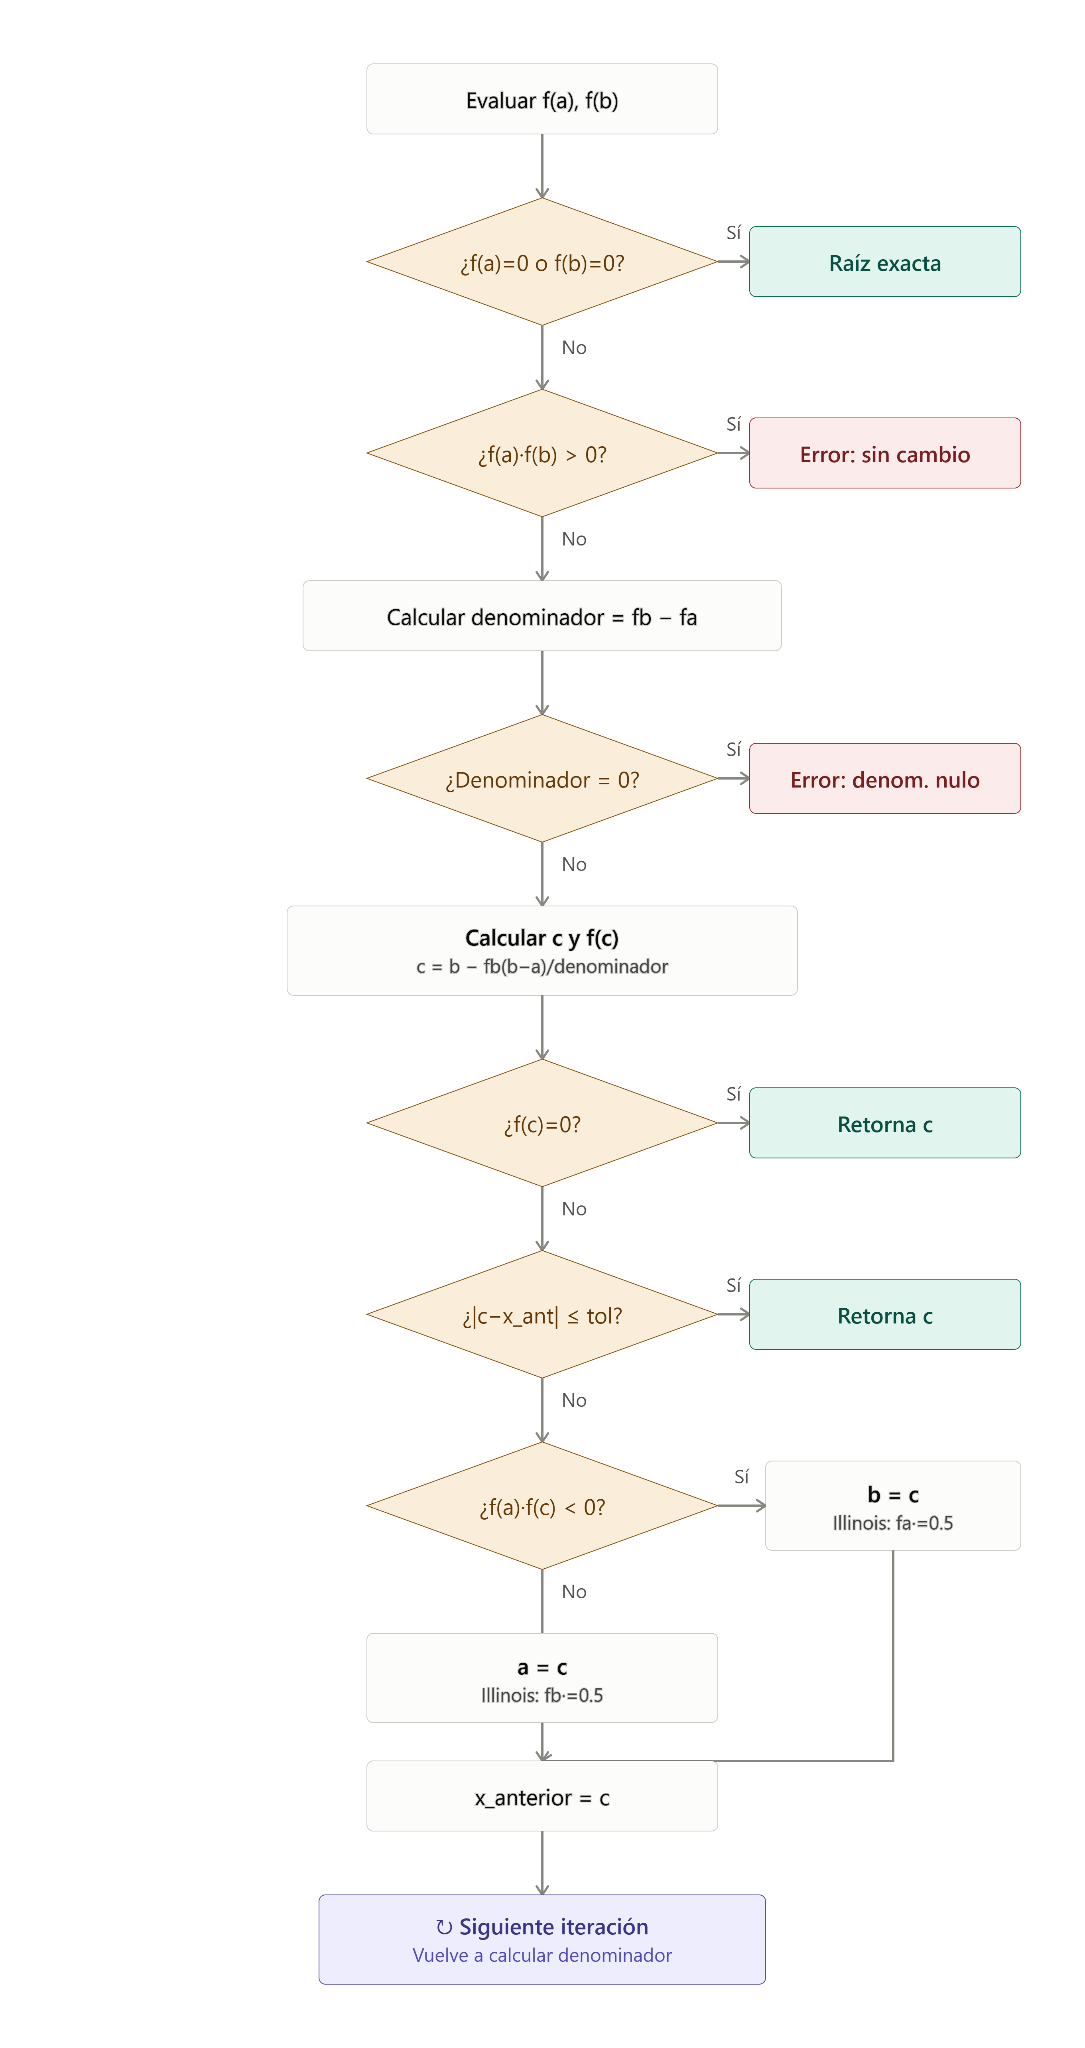 Evaluar f(a), f(b)
¿f(a)=0 o f(b)=0?
Sí
Raíz exacta
No
¿f(a)·f(b) > 0?
Sí
Error: sin cambio
No
Calcular denominador = fb − fa
¿Denominador = 0?
Sí
Error: denom. nulo
No
Calcular c y f(c)
c = b − fb(b−a)/denominador
¿f(c)=0?
Sí
Retorna c
No
¿|c−x_ant| ≤ tol?
Sí
Retorna c
No
¿f(a)·f(c) < 0?
Sí
b = c
Illinois: fa·=0.5
No
a = c
Illinois: fb·=0.5
x_anterior = c
↻ Siguiente iteración
Vuelve a calcular denominador